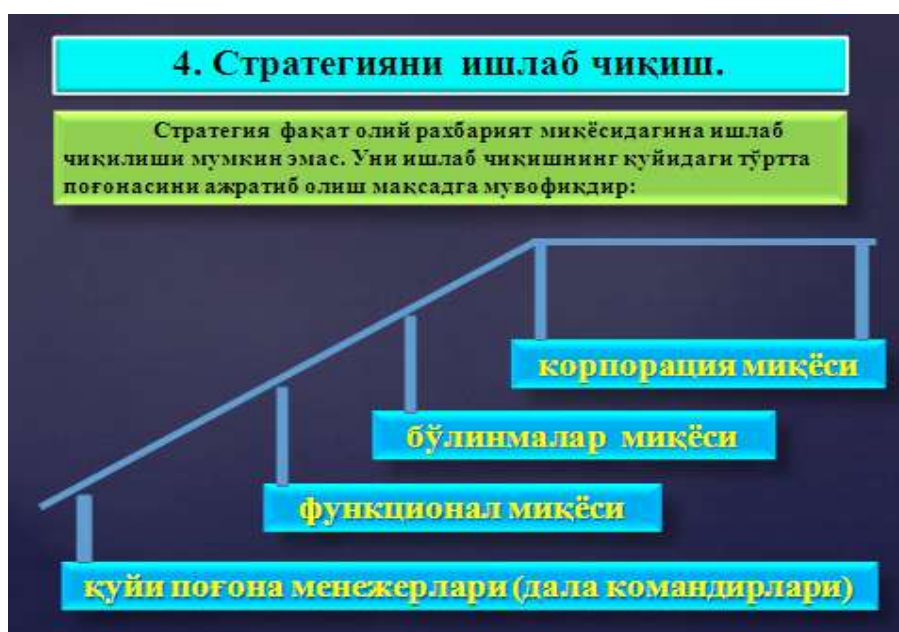 4. Стратегияни ишлаб чиқиш.
Стратегия фақат олий рахбарият миқёсидагина ишлаб
чиқилиши мумкин эмас. Уни ишлаб чиқишнинг қуйидаги тўртта
поғонасини ажратиб олиш мақсадга мувофиқдир:
корпорация миқёси
бўлинмалар миқёси
функционал миқёси
қуйи поғона менежерлари (дала командирлари)